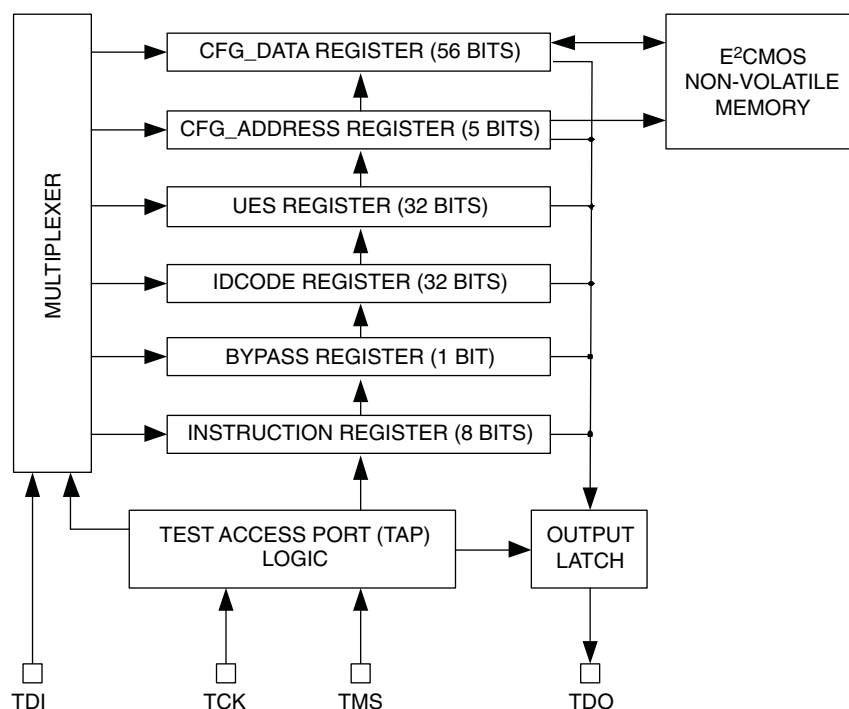 CFG_DATA REGISTER (56 BITS)
E²CMOS
NON-VOLATILE
MEMORY
CFG_ADDRESS REGISTER (5 BITS)
MULTIPLEXER
UES REGISTER (32 BITS)
IDCODE REGISTER (32 BITS)
BYPASS REGISTER (1 BIT)
INSTRUCTION REGISTER (8 BITS)
TEST ACCESS PORT (TAP)
LOGIC
OUTPUT
LATCH
TDI
TCK
TMS
TDO